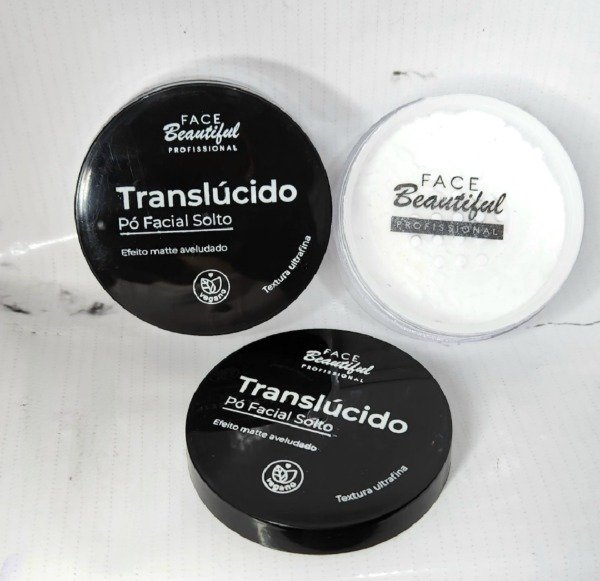 FACE
Beautiful
PROFISSIONAL
Translúcido
Pó Facial Solto
Efeito matte aveludado
Textura ultrafina
vegano
FACE
Beautiful
PROFISSIONAL
FACE
Beautiful
PROFISSIONAL
Translúcido
Pó Facial Solto
Efeito matte aveludado
Textura ultrafina
vegano